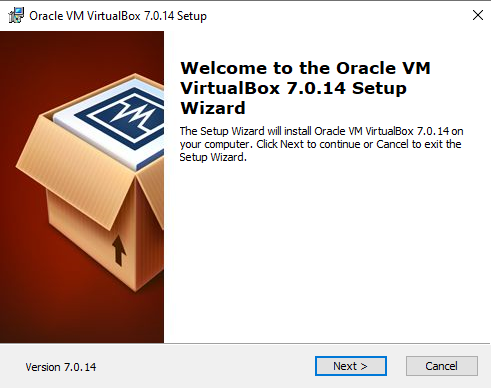 Oracle VM VirtualBox 7.0.14 Setup
Welcome to the Oracle VM
VirtualBox 7.0.14 Setup
Wizard
The Setup Wizard will install Oracle VM VirtualBox 7.0.14 on
your computer. Click Next to continue or Cancel to exit the
Setup Wizard.
Version 7.0.14
Next >
Cancel